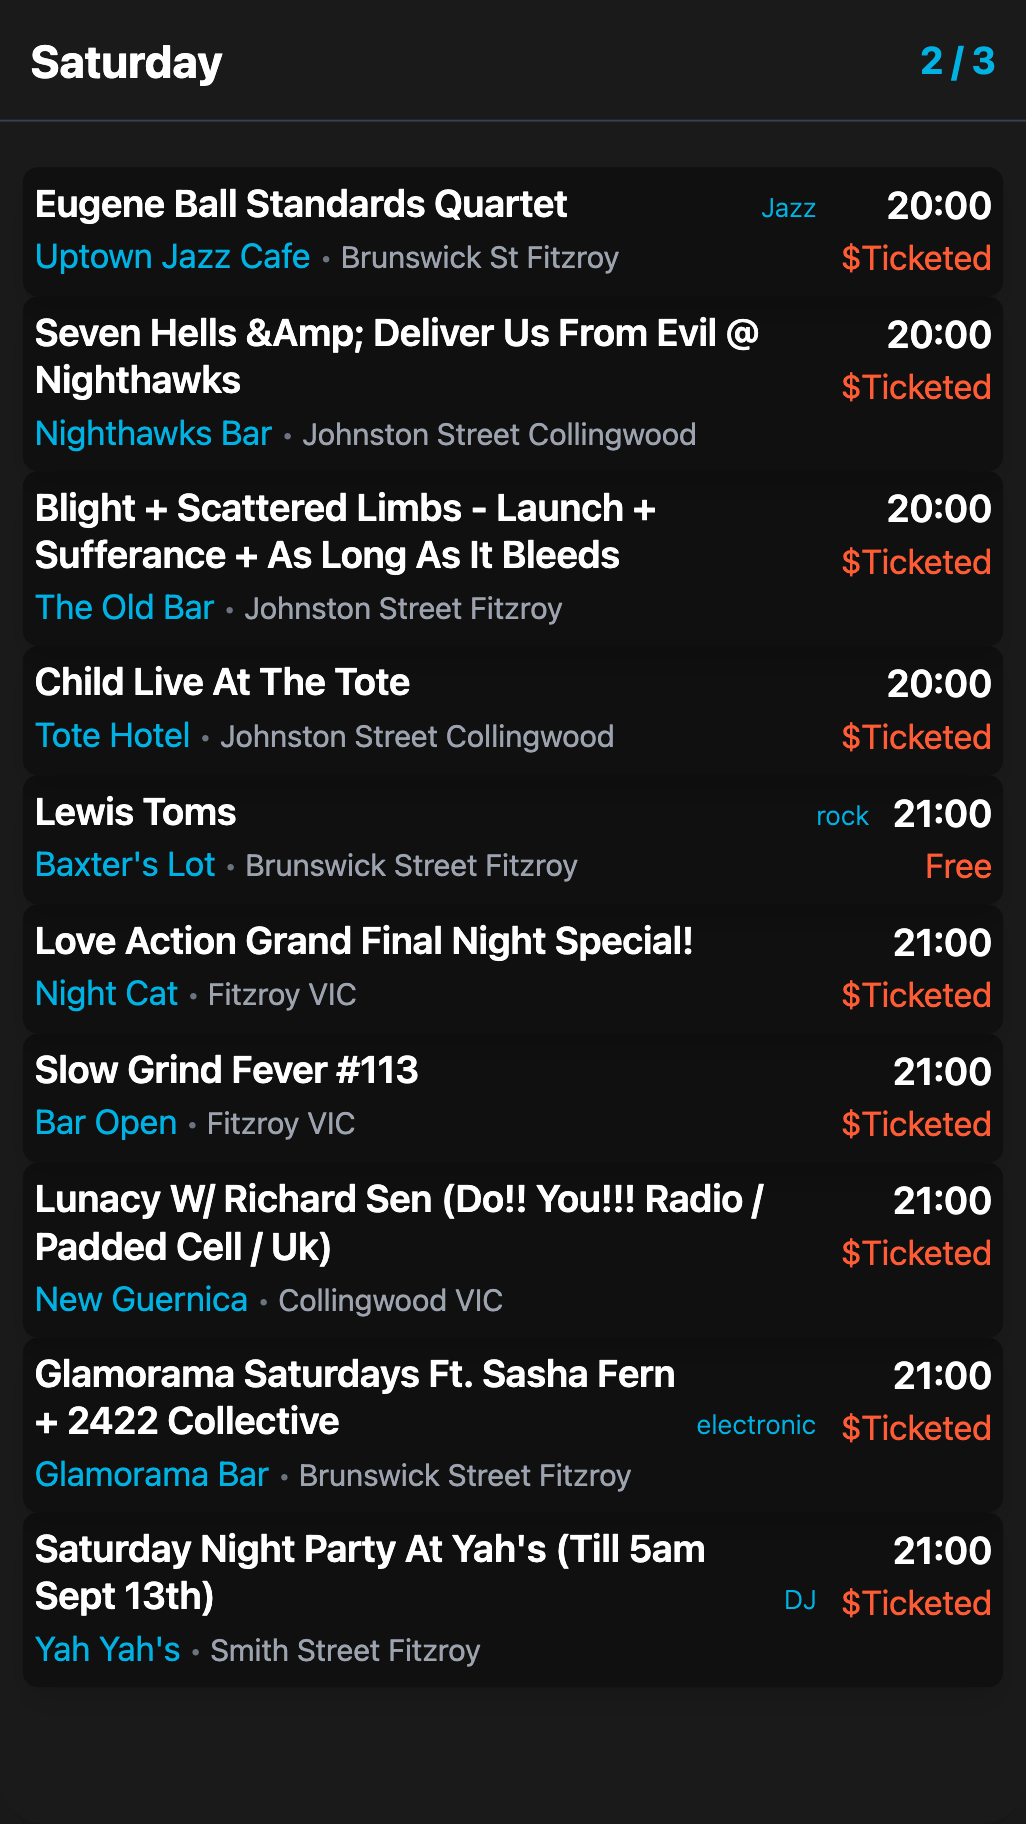 Saturday 2 / 3
Eugene Ball Standards Quartet Jazz 20:00
Uptown Jazz Cafe • Brunswick St Fitzroy $Ticketed
Seven Hells &Amp; Deliver Us From Evil @ 20:00
Nighthawks $Ticketed
Nighthawks Bar • Johnston Street Collingwood
Blight + Scattered Limbs - Launch + 20:00
Sufferance + As Long As It Bleeds $Ticketed
The Old Bar • Johnston Street Fitzroy
Child Live At The Tote 20:00
Tote Hotel • Johnston Street Collingwood $Ticketed
Lewis Toms rock 21:00
Baxter's Lot • Brunswick Street Fitzroy Free
Love Action Grand Final Night Special! 21:00
Night Cat • Fitzroy VIC $Ticketed
Slow Grind Fever #113 21:00
Bar Open • Fitzroy VIC $Ticketed
Lunacy W/ Richard Sen (Do!! You!!! Radio / 21:00
Padded Cell / Uk) $Ticketed
New Guernica • Collingwood VIC
Glamorama Saturdays Ft. Sasha Fern 21:00
+ 2422 Collective electronic $Ticketed
Glamorama Bar • Brunswick Street Fitzroy
Saturday Night Party At Yah's (Till 5am 21:00
Sept 13th) DJ $Ticketed
Yah Yah's • Smith Street Fitzroy